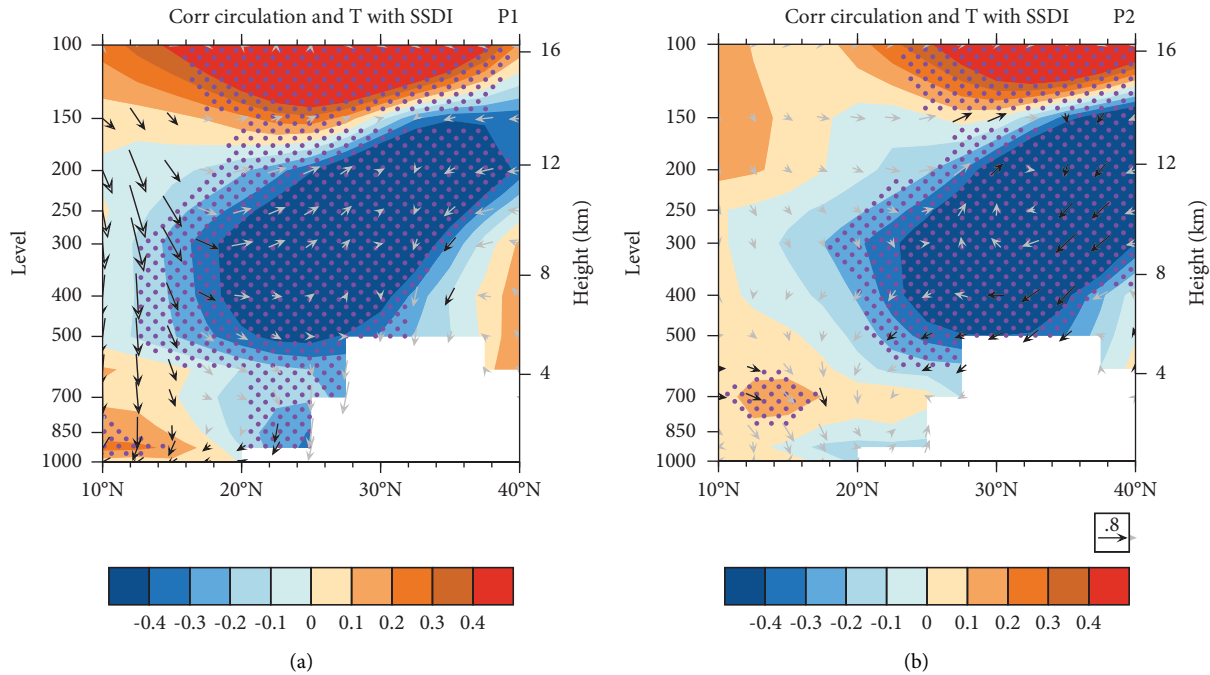 Corr circulation and T with SSDI P1
100
150
200
250
300
400
500
700
850
1000
Level
16
12
8
4
Height (km)
10°N 20°N 30°N 40°N
-0.4 -0.3 -0.2 -0.1 0 0.1 0.2 0.3 0.4
(a)
Corr circulation and T with SSDI P2
100
150
200
250
300
400
500
700
850
1000
Level
16
12
8
4
Height (km)
10°N 20°N 30°N 40°N
.8
-0.4 -0.3 -0.2 -0.1 0 0.1 0.2 0.3 0.4
(b)